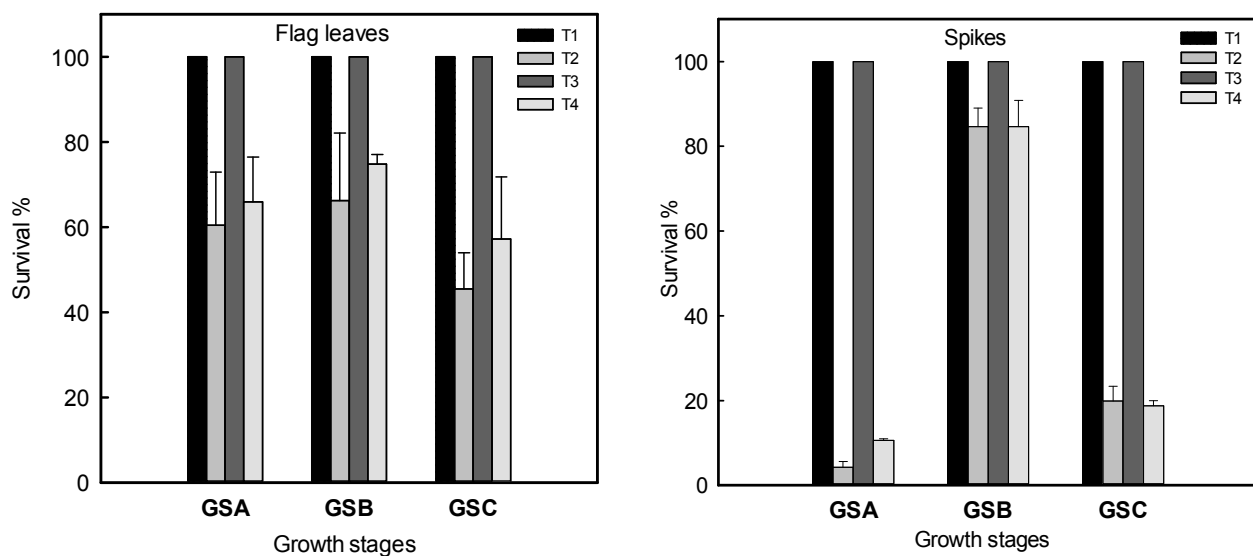 Flag leaves
T1
T2
T3
T4
100
80
60
40
20
0
Survival %
GSA GSB GSC
Growth stages
Spikes
T1
T2
T3
T4
100
80
60
40
20
0
Survival %
GSA GSB GSC
Growth stages